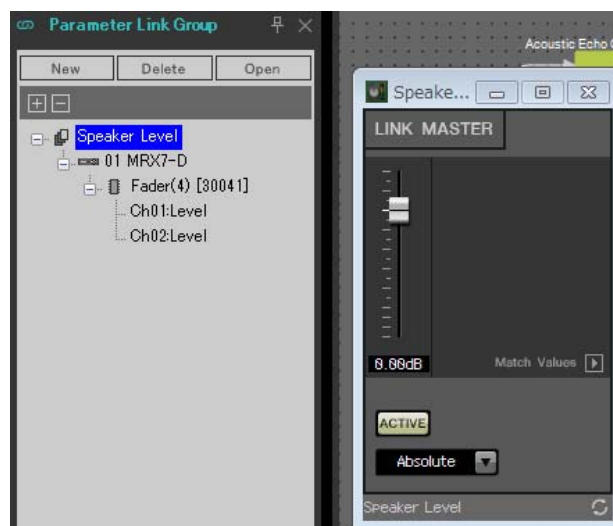 Parameter Link Group
New Delete Open
Speaker Level
01 MRX7-D
Fader(4) [30041]
Ch01:Level
Ch02:Level
Acoustic Echo
Speake...
LINK MASTER
0.00dB
Match Values
ACTIVE
Absolute
Speaker Level